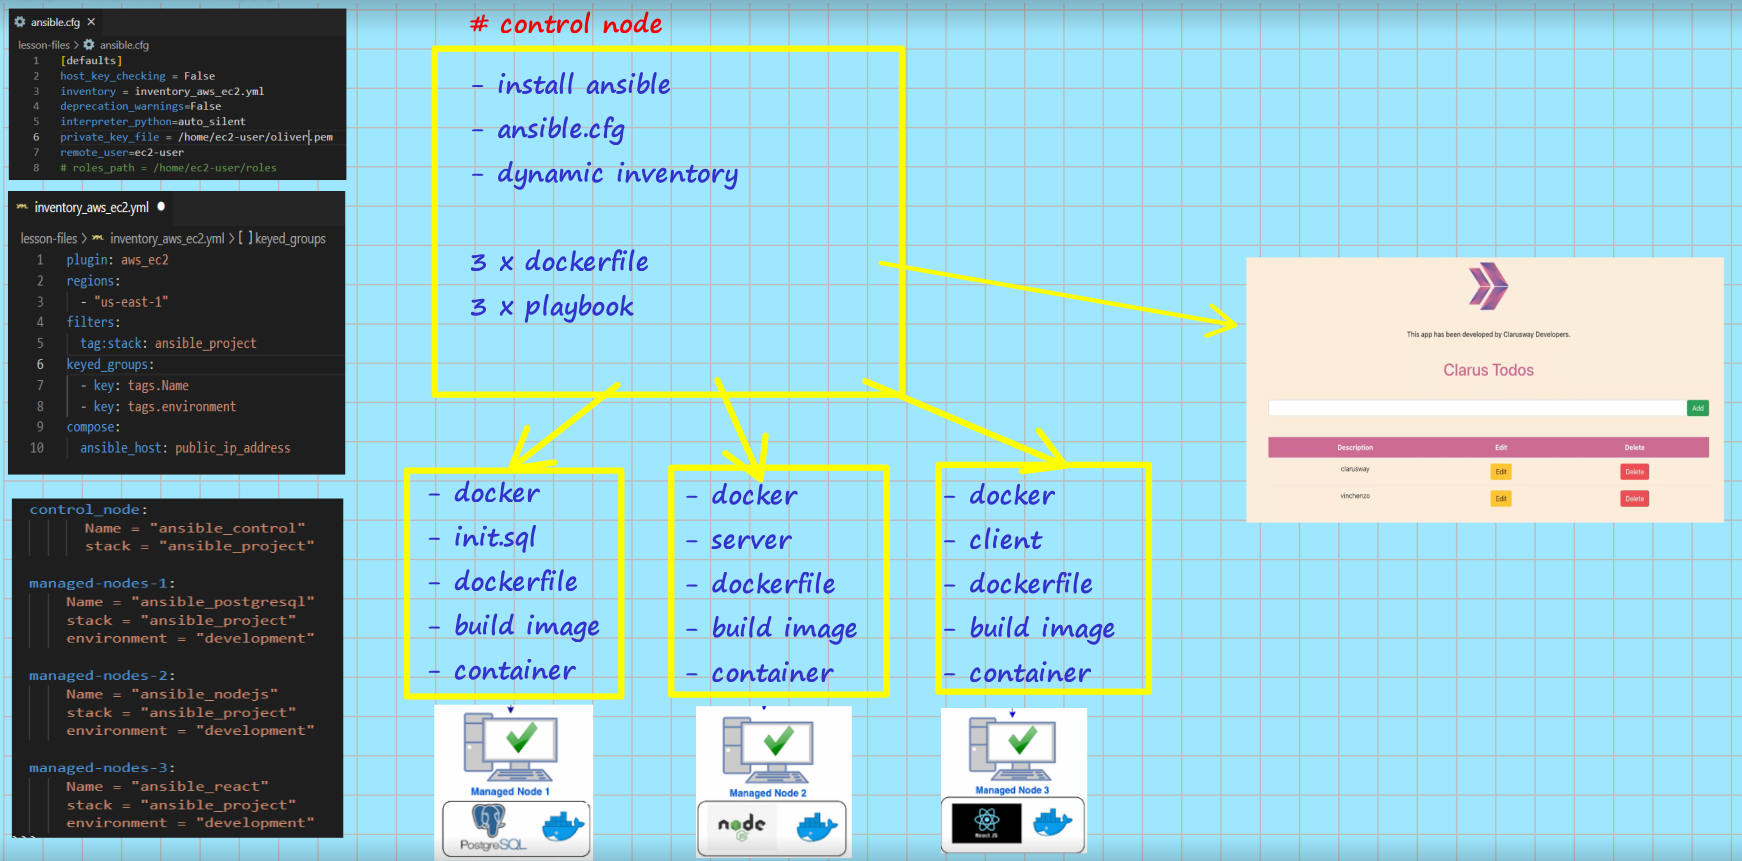 ansible.cfg ×
lesson-files > ansible.cfg
1 [defaults]
2 host_key_checking = False
3 inventory = inventory_aws_ec2.yml
4 deprecation_warnings=False
5 interpreter_python=auto_silent
6 private_key_file = /home/ec2-user/oliver.pem
7 remote_user=ec2-user
8 # roles_path = /home/ec2-user/roles
inventory_aws_ec2.yml ●
lesson-files > inventory_aws_ec2.yml > [ ] keyed_groups
1 plugin: aws_ec2
2 regions:
3 - "us-east-1"
4 filters:
5 tag:stack: ansible_project
6 keyed_groups:
7 - key: tags.Name
8 - key: tags.environment
9 compose:
10 ansible_host: public_ip_address
control_node:
Name = "ansible_control"
stack = "ansible_project"
managed-nodes-1:
Name = "ansible_postgresql"
stack = "ansible_project"
environment = "development"
managed-nodes-2:
Name = "ansible_nodejs"
stack = "ansible_project"
environment = "development"
managed-nodes-3:
Name = "ansible_react"
stack = "ansible_project"
environment = "development"
# control node
- install ansible
- ansible.cfg
- dynamic inventory
3 x dockerfile
3 x playbook
- docker
- init.sql
- dockerfile
- build image
- container
Managed Node 1
PostgreSQL
- docker
- server
- dockerfile
- build image
- container
Managed Node 2
node
JS
- docker
- client
- dockerfile
- build image
- container
Managed Node 3
React JS
This app has been developed by Clarusway Developers.
Clarus Todos
Add
Description Edit Delete
clarusway Edit Delete
vinchenzo Edit Delete